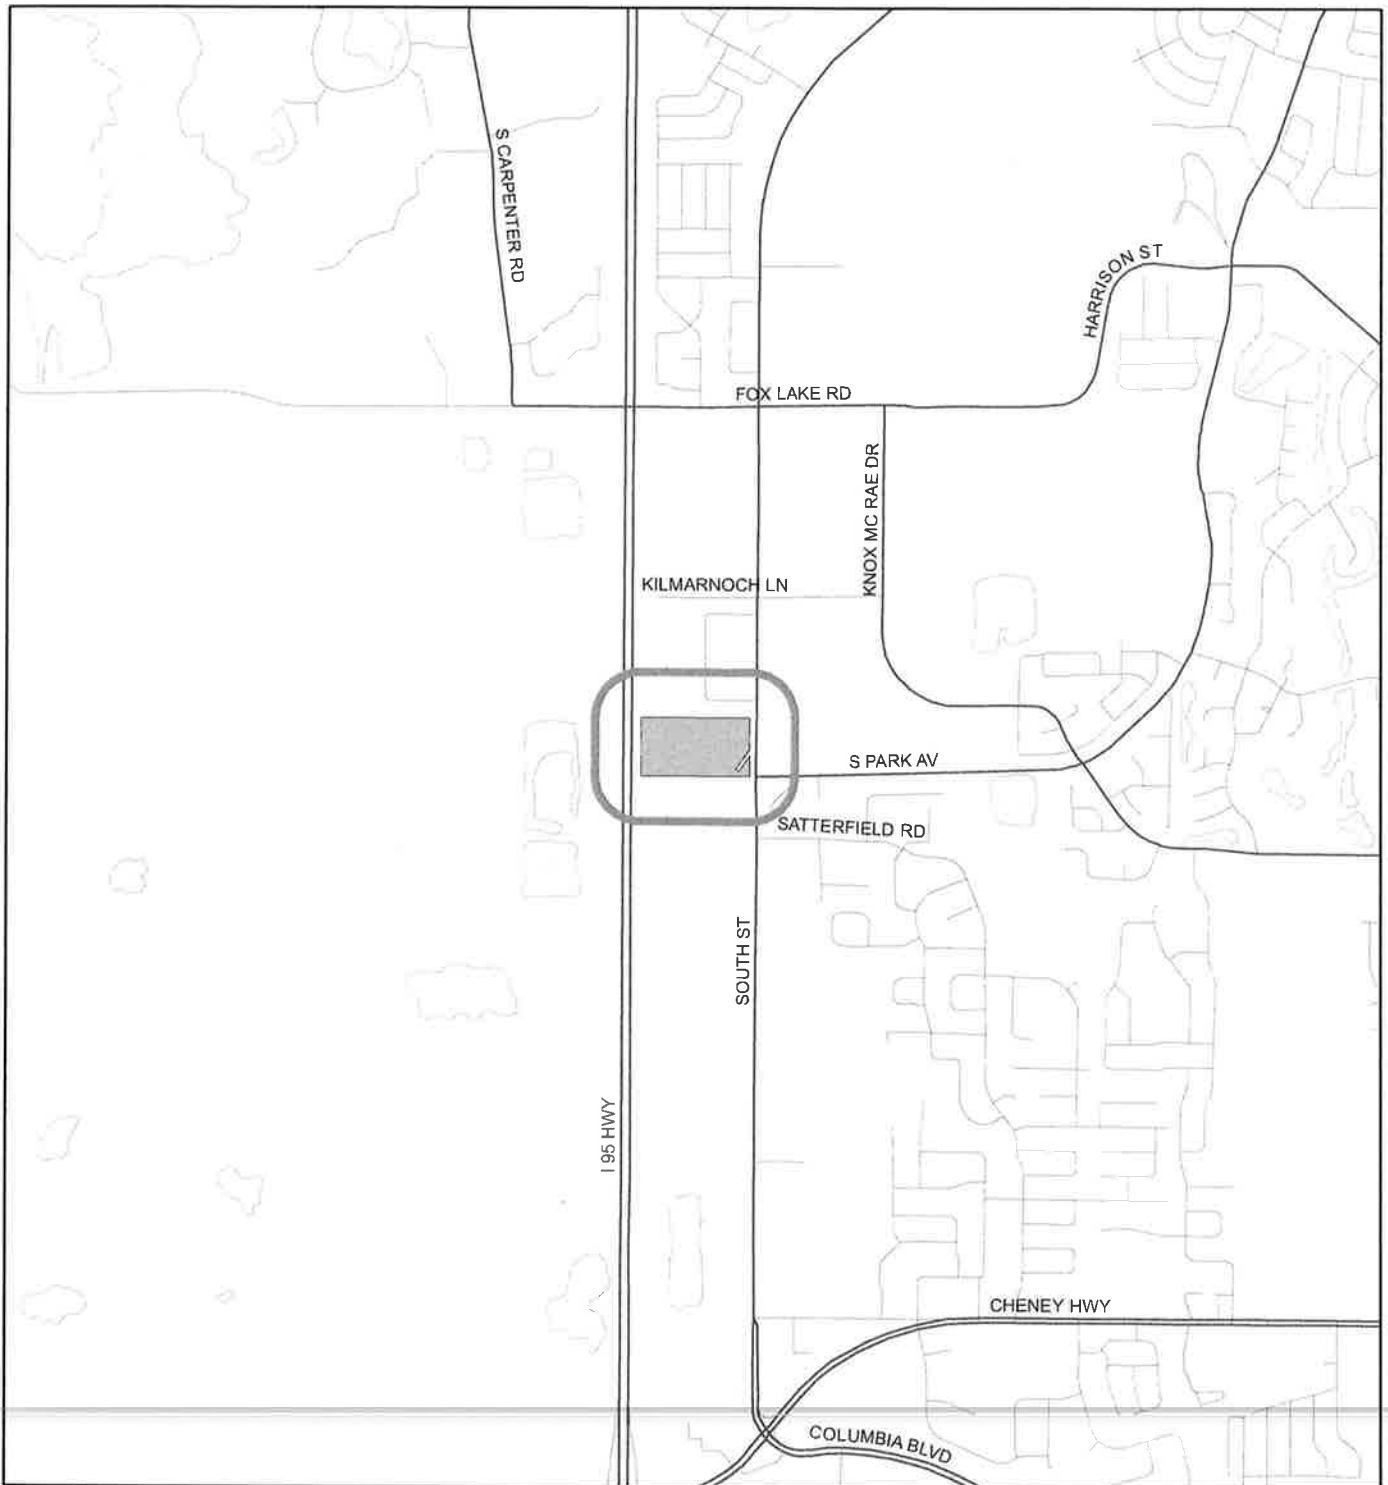 S CARPENTER RD
HARRISON ST
FOX LAKE RD
KNOX MC RAE DR
KILMARNOCH LN
S PARK AV
SATTERFIELD RD
SOUTH ST
I 95 HWY
CHENEY HWY
COLUMBIA BLVD